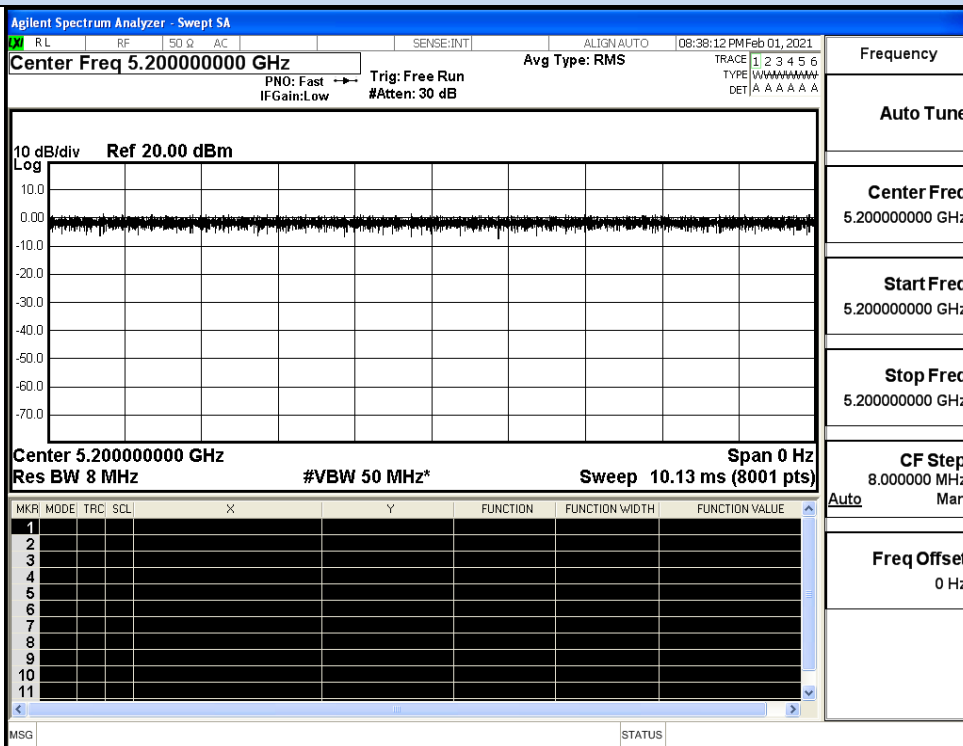 Agilent Spectrum Analyzer - Swept SA
LXI RL RF 50 Ω AC SENSE:INT ALIGN AUTO 08:38:12 PM Feb 01, 2021
Center Freq 5.200000000 GHz
PNO: Fast
IFGain:Low
Trig: Free Run
#Atten: 30 dB
Avg Type: RMS
TRACE 1 2 3 4 5 6
TYPE WWWWWW
DET A A A A A A
10 dB/div Ref 20.00 dBm
Log
10.0
0.00
-10.0
-20.0
-30.0
-40.0
-50.0
-60.0
-70.0
Center 5.200000000 GHz Span 0 Hz
Res BW 8 MHz #VBW 50 MHz* Sweep 10.13 ms (8001 pts)
MKR MODE TRC SCL X Y FUNCTION FUNCTION WIDTH FUNCTION VALUE
1
2
3
4
5
6
7
8
9
10
11
MSG STATUS
Frequency
Auto Tune
Center Freq
5.200000000 GHz
Start Freq
5.200000000 GHz
Stop Freq
5.200000000 GHz
CF Step
8.000000 MHz
Auto Man
Freq Offset
0 Hz